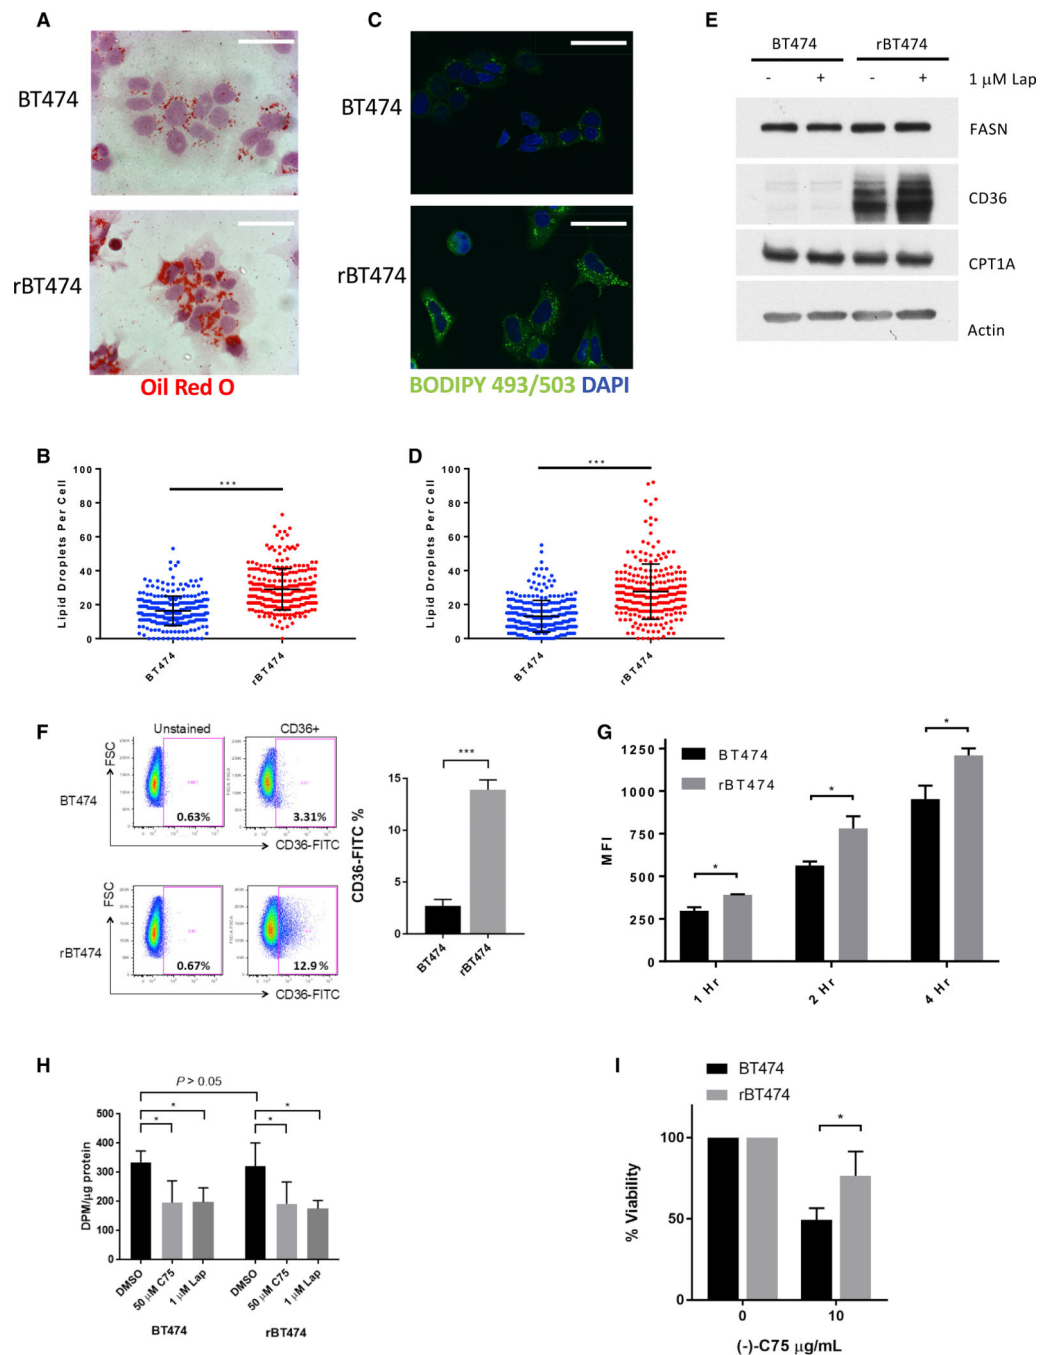 A
BT474
rBT474
Oil Red O
C
BT474
rBT474
BODIPY 493/503 DAPI
E
BT474 rBT474
- + - + 1 μM Lap
FASN
CD36
CPT1A
Actin
B
Lipid Droplets Per Cell
100
80
60
40
20
0
***
BT474
rBT474
D
Lipid Droplets Per Cell
100
80
60
40
20
0
***
BT474
rBT474
F
Unstained CD36+
FSC
BT474
0.63% 3.31%
CD36-FITC
FSC
rBT474
0.67% 12.9%
CD36-FITC
CD36-FITC %
15
10
5
0
***
BT474
rBT474
G
BT474
rBT474
MFI
1250
1000
750
500
250
0
* * *
1 Hr 2 Hr 4 Hr
H
P > 0.05
* * * *
DPM/μg protein
500
400
300
200
100
0
DMSO 50 μM C75 1 μM Lap DMSO 50 μM C75 1 μM Lap
BT474 rBT474
I
BT474
rBT474
% Viability
100
50
0
*
0 10
(-)-C75 μg/mL